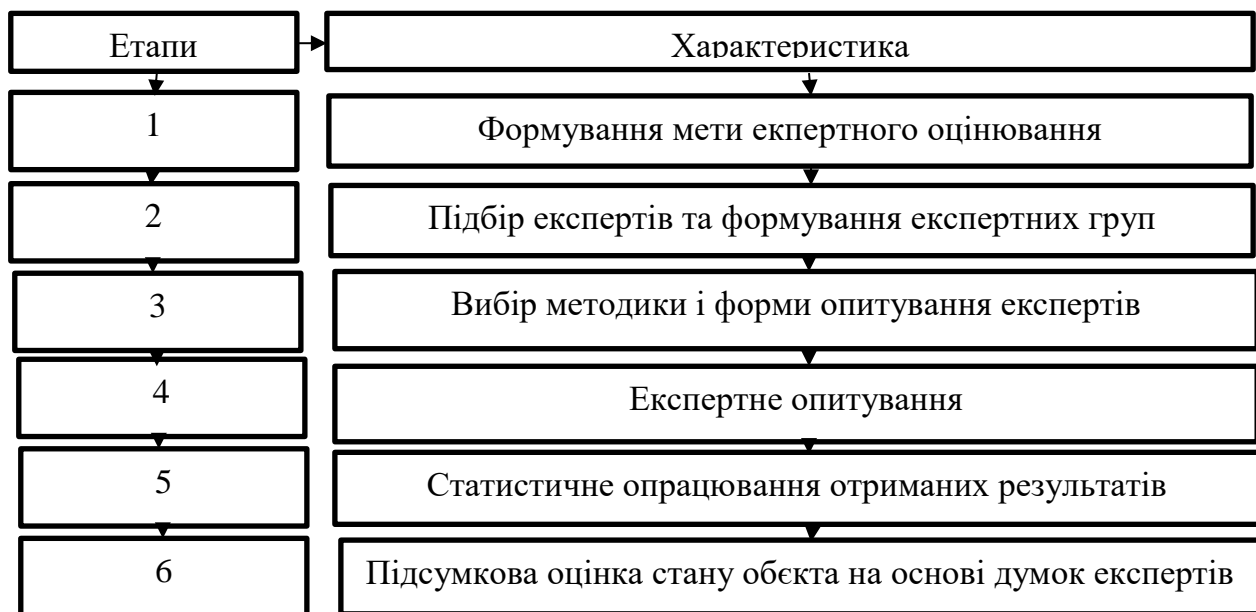 Етапи
Характеристика
1
Формування мети екпертного оцінювання
2
Підбір експертів та формування експертних груп
3
Вибір методики і форми опитування експертів
4
Експертне опитування
5
Статистичне опрацювання отриманих результатів
6
Підсумкова оцінка стану обєкта на основі думок експертів